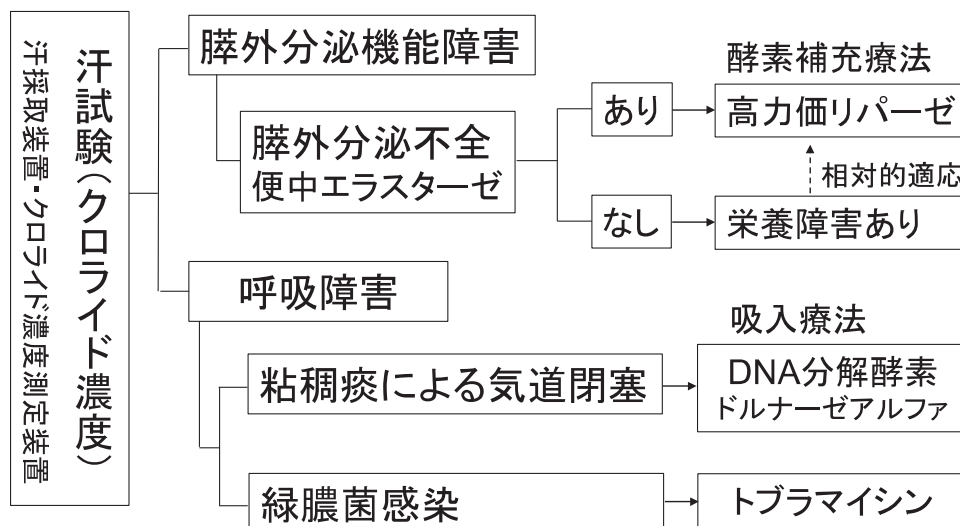 汗試験(クロライド濃度)
汗採取装置・クロライド濃度測定装置
膵外分泌機能障害
膵外分泌不全
便中エラスターゼ
あり
なし
酵素補充療法
高力価リパーゼ
相対的適応
栄養障害あり
呼吸障害
粘稠痰による気道閉塞
吸入療法
DNA分解酵素
ドルナーゼアルファ
緑膿菌感染
トブラマイシン